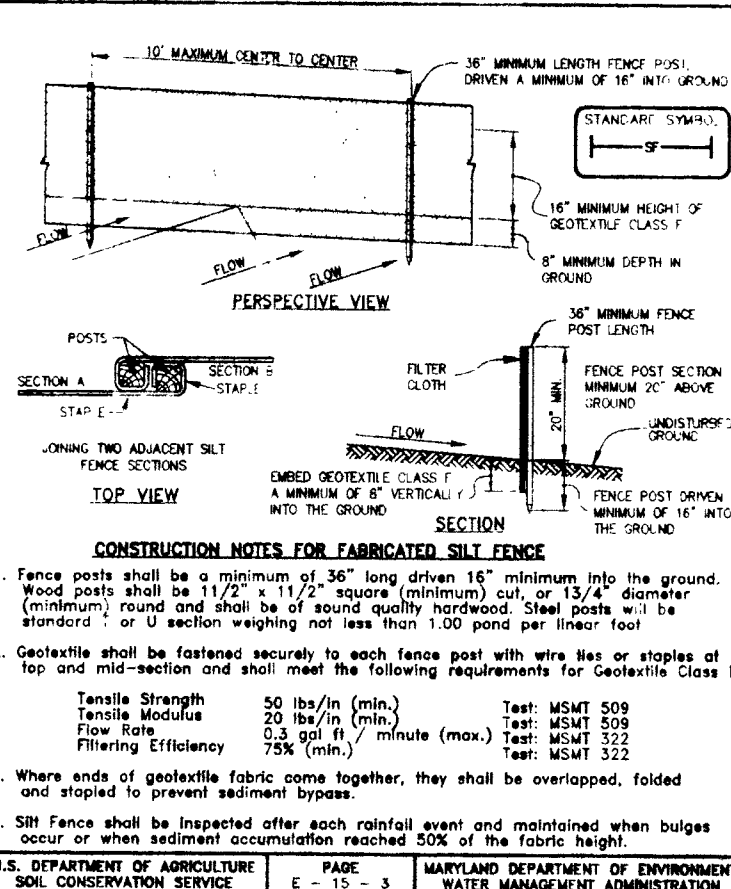 10' MAXIMUM CENTER TO CENTER
36" MINIMUM LENGTH FENCE POST,
DRIVEN A MINIMUM OF 16" INTO GROUND
STANDARD SYMBOL
SF
16" MINIMUM HEIGHT OF
GEOTEXTILE CLASS F
8" MINIMUM DEPTH IN
GROUND
FLOW
FLOW
FLOW
PERSPECTIVE VIEW
36" MINIMUM FENCE
POST LENGTH
POSTS
SECTION B
SECTION A
STAPLE
STAPLE
FILTER
CLOTH
20" MIN.
FENCE POST SECTION
MINIMUM 20" ABOVE
GROUND
UNDISTURBED
GROUND
FLOW
JOINING TWO ADJACENT SILT
FENCE SECTIONS
TOP VIEW
EMBED GEOTEXTILE CLASS F
A MINIMUM OF 8" VERTICALLY
INTO THE GROUND
FENCE POST DRIVEN
MINIMUM OF 16" INTO
THE GROUND
SECTION
CONSTRUCTION NOTES FOR FABRICATED SILT FENCE
. Fence posts shall be a minimum of 36" long driven 16" minimum into the ground.
Wood posts shall be 11/2" x 11/2" square (minimum) cut, or 13/4" diameter
(minimum) round and shall be of sound quality hardwood. Steel posts will be
standard T or U section weighing not less than 1.00 pond per linear foot
. Geotextile shall be fastened securely to each fence post with wire ties or staples at
top and mid-section and shall meet the following requirements for Geotextile Class
Tensile Strength 50 lbs/in (min.) Test: MSMT 509
Tensile Modulus 20 lbs/in (min.) Test: MSMT 509
Flow Rate 0.3 gal ft / minute (max.) Test: MSMT 322
Filtering Efficiency 75% (min.) Test: MSMT 322
. Where ends of geotextile fabric come together, they shall be overlapped, folded
and stapled to prevent sediment bypass.
. Silt Fence shall be inspected after each rainfall event and maintained when bulges
occur or when sediment accumulation reached 50% of the fabric height.
.S. DEPARTMENT OF AGRICULTURE
SOIL CONSERVATION SERVICE
PAGE
E - 15 - 3
MARYLAND DEPARTMENT OF ENVIRONMENT
WATER MANAGEMENT ADMINISTRATION